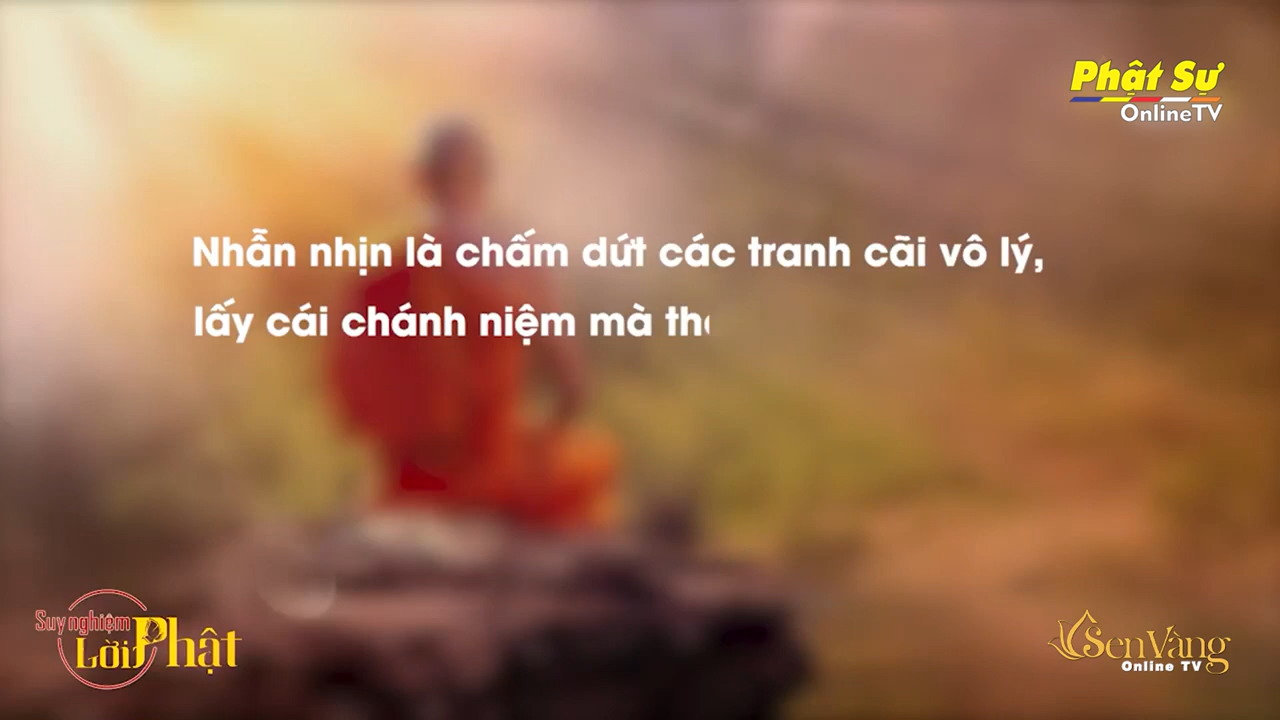 Phật Sự
OnlineTV
Nhẫn nhịn là chấm dứt các tranh cãi vô lý,
lấy cái chánh niệm mà
Suy nghiệm
Lời Phật
Sen Vàng
Online TV